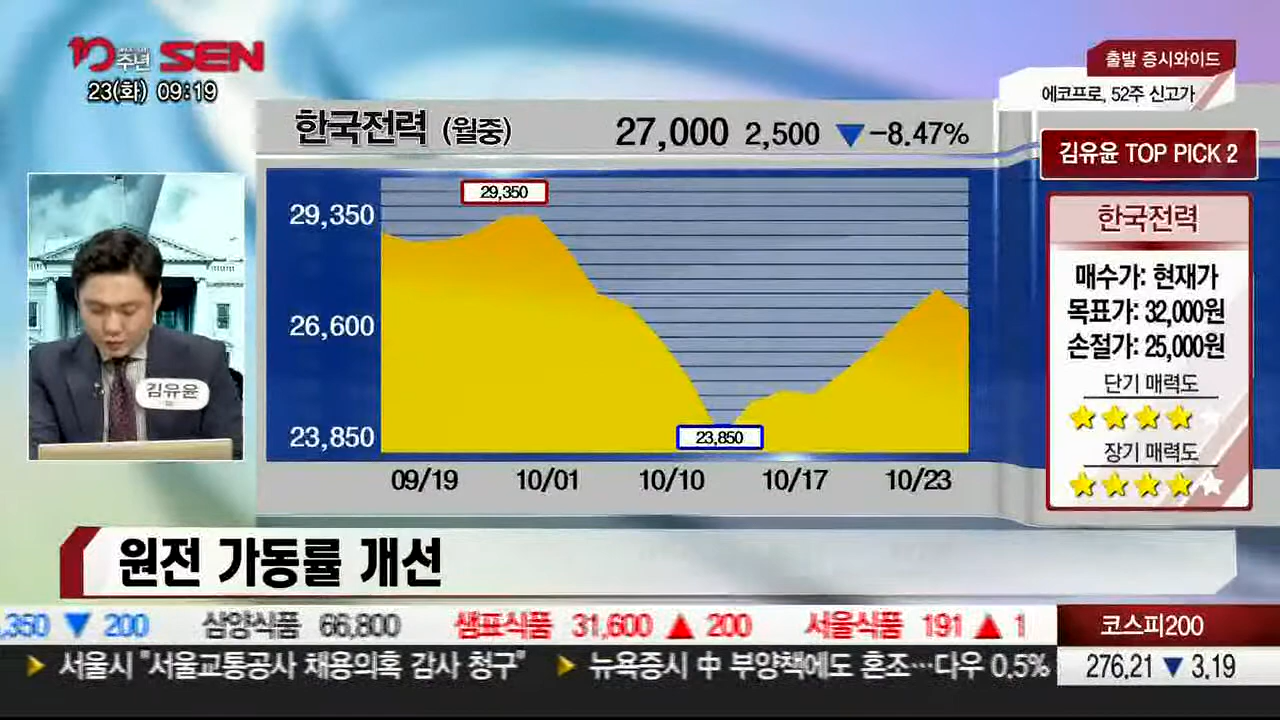 10주년 SEN
23(화) 09:19
출발 증시와이드
에코프로, 52주 신고가
한국전력 (월중) 27,000 2,500 ▼-8.47%
김유윤 TOP PICK 2
29,350
29,350
26,600
23,850
23,850
09/19 10/01 10/10 10/17 10/23
한국전력
매수가: 현재가
목표가: 32,000원
손절가: 25,000원
단기 매력도
★★★★★
장기 매력도
★★★★★
김유윤
원전 가동률 개선
,350 ▼ 200 삼양식품 66,800 샘표식품 31,600 ▲ 200 서울식품 191 ▲ 1
코스피200
▶ 서울시 "서울교통공사 채용의혹 감사 청구" ▶ 뉴욕증시 中 부양책에도 혼조…다우 0.5%
276.21 ▼ 3.19